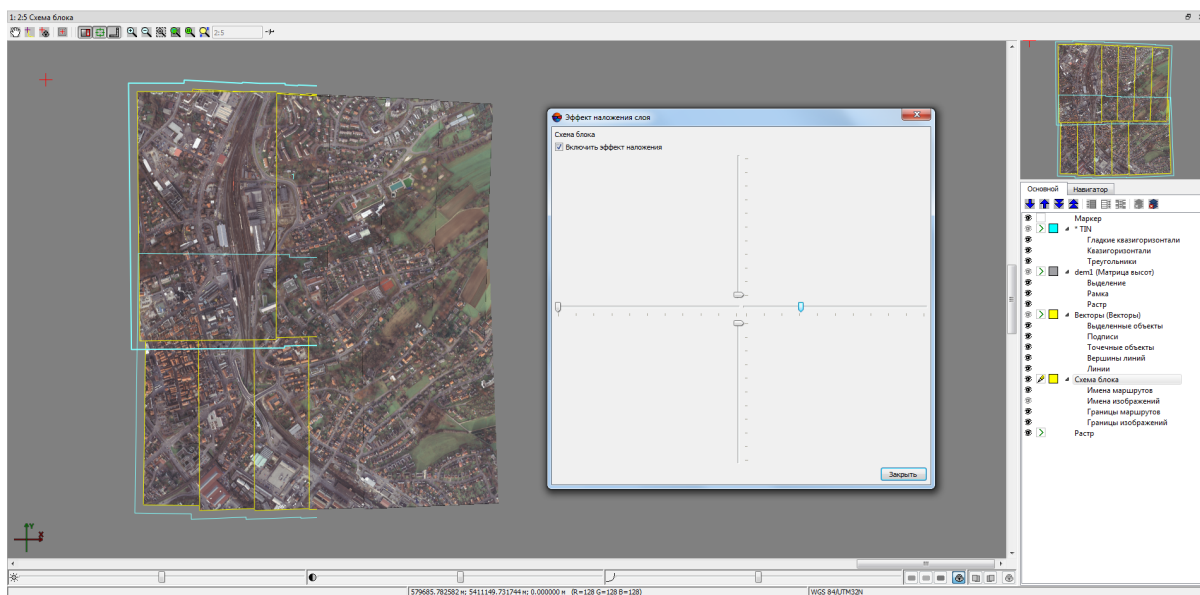 1: 2:5 Схема блока
2:5
Эффект наложения слоя
Схема блока
Включить эффект наложения
Закрыть
Основной Навигатор
Маркер
* TIN
Гладкие квазигоризонтали
Квазигоризонтали
Треугольники
dem1 (Матрица высот)
Выделение
Рамка
Растр
Векторы (Векторы)
Выделенные объекты
Подписи
Точечные объекты
Вершины линий
Линии
Схема блока
Имена маршрутов
Имена изображений
Границы маршрутов
Границы изображений
Растр
Y
X
579685.782582 м; 5411149.731744 м; 0.000000 м (R=128 G=128 B=128) WGS 84/UTM32N